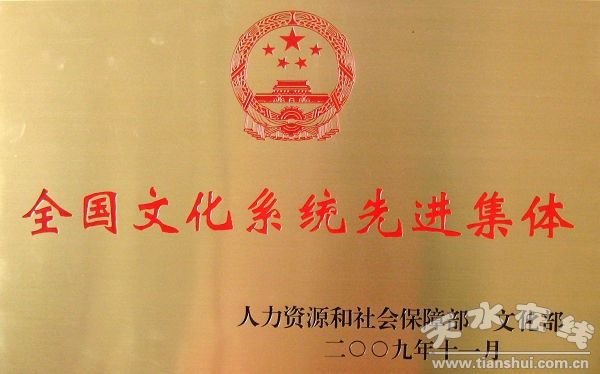 全国文化系统先进集体
人力资源和社会保障部 文化部
天水在线
二〇〇九年十一月
www.tianshui.com.cn